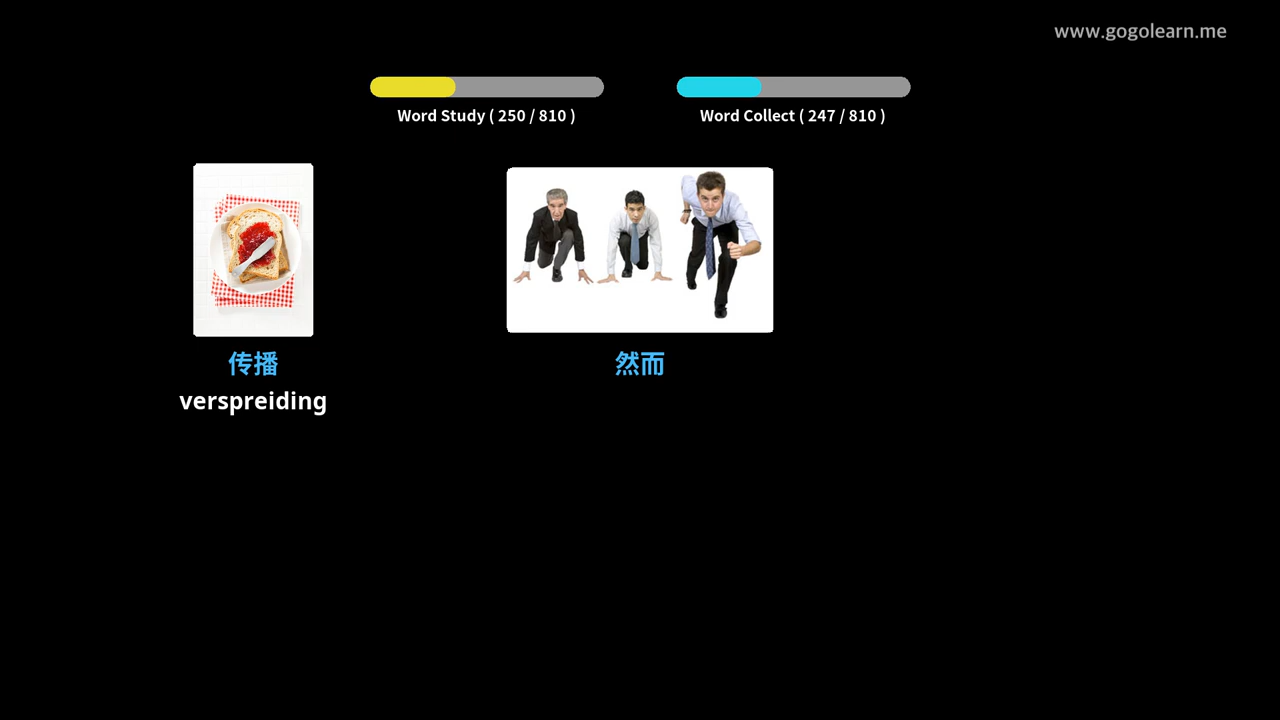 www.gogolearn.me
Word Study ( 250 / 810 )
Word Collect ( 247 / 810 )
传播
verspreiding
然而